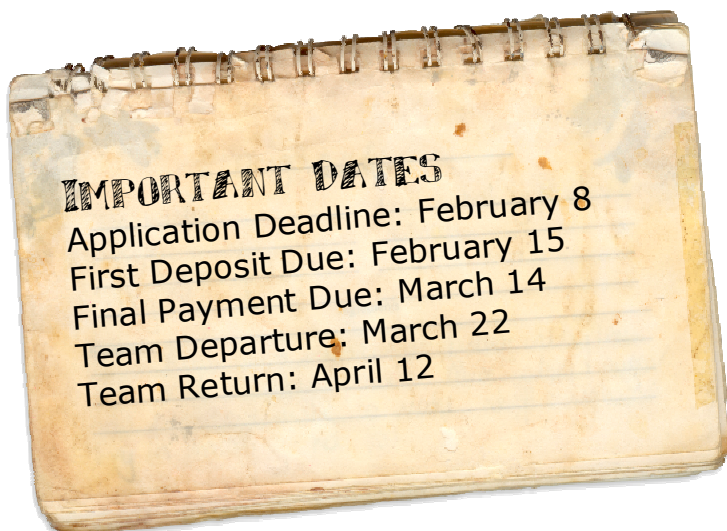 IMPORTANT DATES
Application Deadline: February 8
First Deposit Due: February 15
Final Payment Due: March 14
Team Departure: March 22
Team Return: April 12